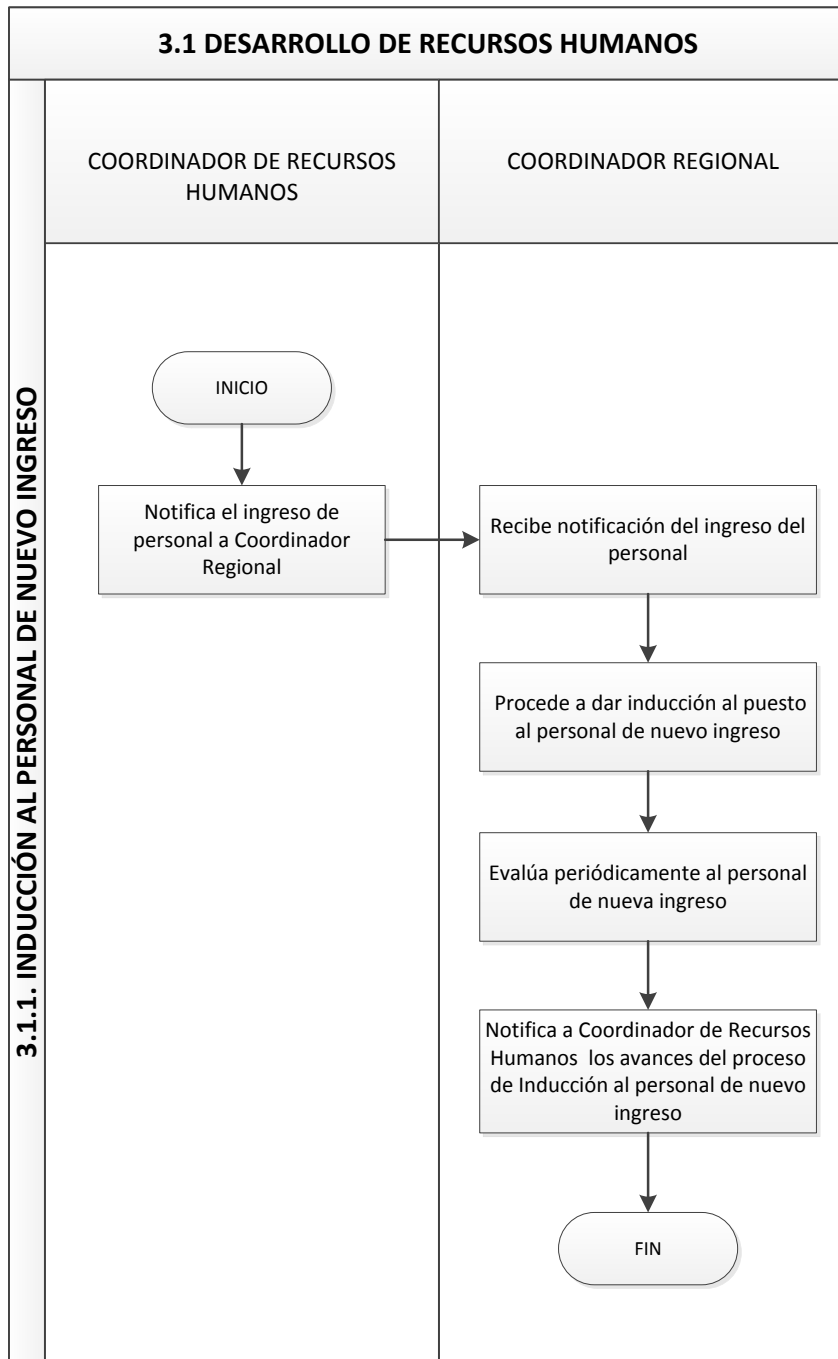 3.1 DESARROLLO DE RECURSOS HUMANOS
3.1.1. INDUCCIÓN AL PERSONAL DE NUEVO INGRESO
COORDINADOR DE RECURSOS
HUMANOS
COORDINADOR REGIONAL
INICIO
Notifica el ingreso de
personal a Coordinador
Regional
Recibe notificación del ingreso del
personal
Procede a dar inducción al puesto
al personal de nuevo ingreso
Evalúa periódicamente al personal
de nueva ingreso
Notifica a Coordinador de Recursos
Humanos los avances del proceso
de Inducción al personal de nuevo
ingreso
FIN